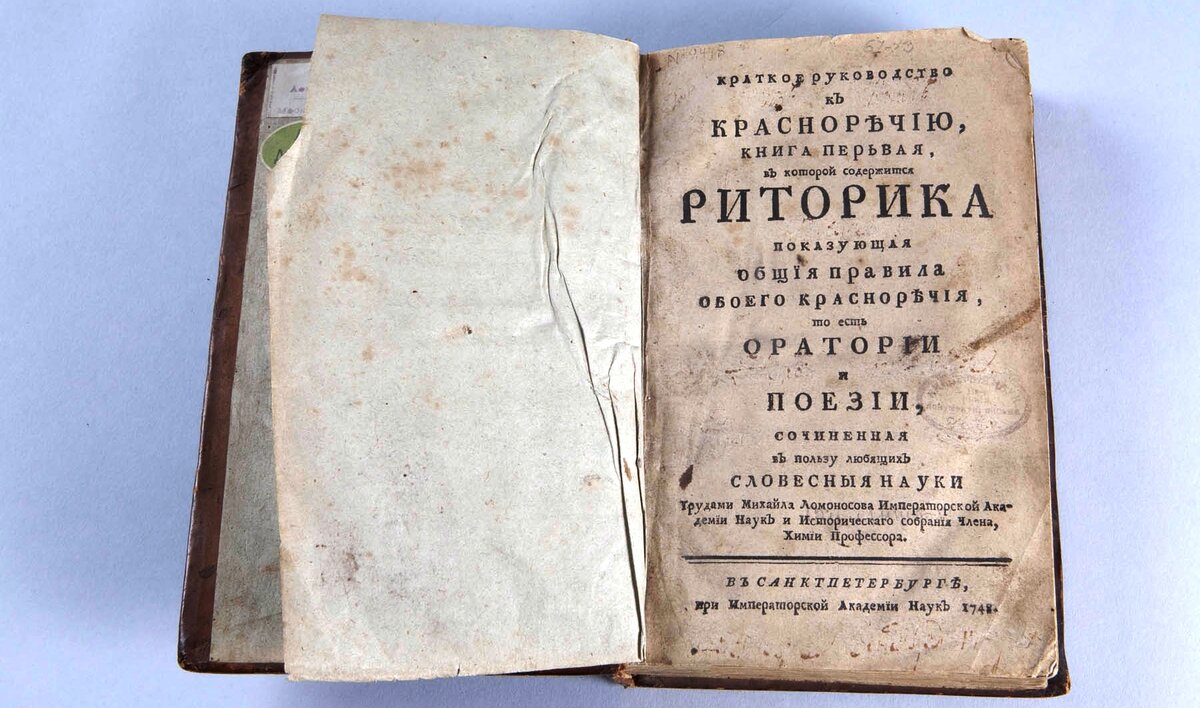 КРАТКОЕ РУКОВОДСТВО
КЪ
КРАСНОРѢЧІЮ,
КНИГА ПЕРЬВАЯ,
въ которой содержится
РИТОРИКА
ПОКАЗУЮЩАЯ
ОБЩІЯ ПРАВИЛА
ОБОЕГО КРАСНОРѢЧІЯ,
то есть
ОРАТОРІИ
И
ПОЕЗІИ,
СОЧИНЕННАЯ
въ пользу любящихъ
СЛОВЕСНЫЯ НАУКИ
Трудами Михайла Ломоносова Императорской Ака-
деміи Наукъ и Историческаго собранія Члена,
Химіи Профессора.
ВЪ САНКТПЕТЕРБУРГѢ,
при Императорской Академіи Наукъ 1748.